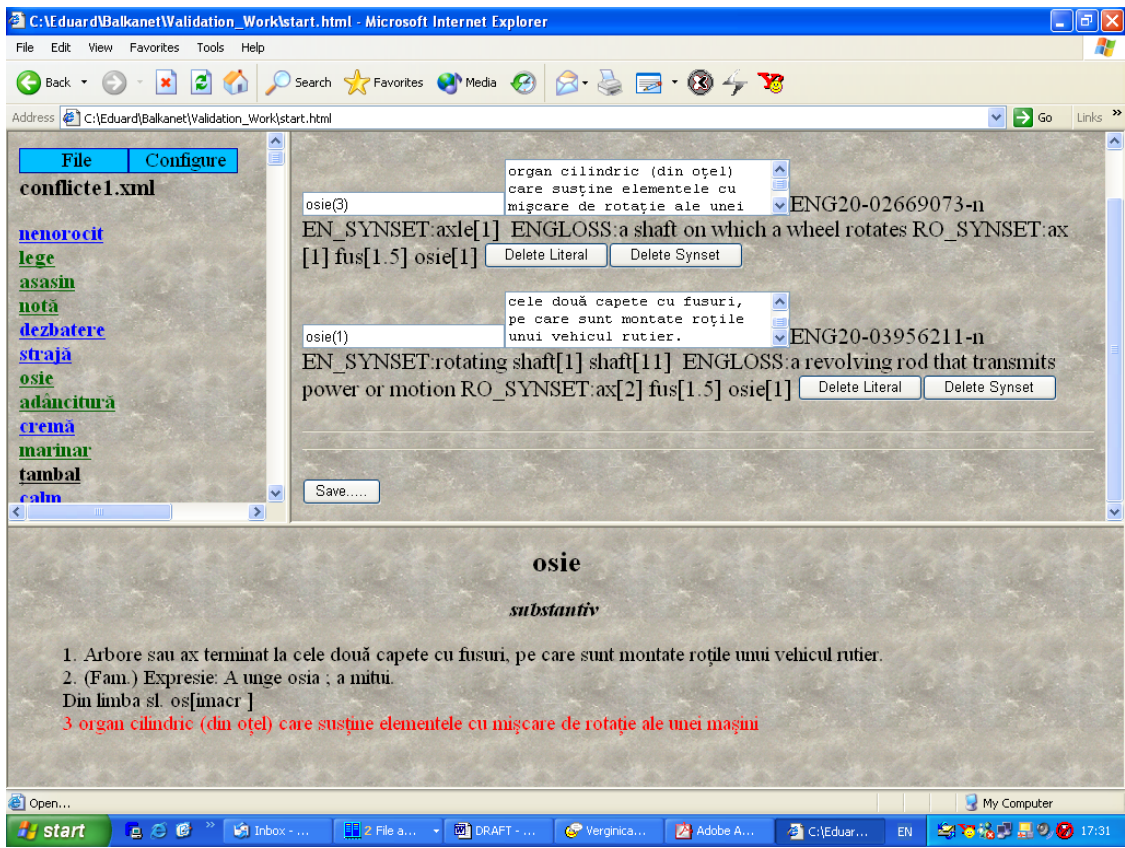 C:\Eduard\Balkanet\Validation_Work\start.html - Microsoft Internet Explorer
File Edit View Favorites Tools Help
Back Search Favorites Media
Address C:\Eduard\Balkanet\Validation_Work\start.html Go Links »
File Configure
conflicte1.xml
nenorocit
lege
asasin
notă
dezbatere
strajă
osie
adâncitură
cremă
marinar
țambal
calm
organ cilindric (din oțel)
care susține elementele cu
mișcare de rotație ale unei
osie(3) ENG20-02669073-n
EN_SYNSET:axle[1] ENGLOSS:a shaft on which a wheel rotates RO_SYNSET:ax
[1] fus[1.5] osie[1] Delete Literal Delete Synset
cele două capete cu fusuri,
pe care sunt montate roțile
unui vehicul rutier.
osie(1) ENG20-03956211-n
EN_SYNSET:rotating shaft[1] shaft[11] ENGLOSS:a revolving rod that transmits
power or motion RO_SYNSET:ax[2] fus[1.5] osie[1] Delete Literal Delete Synset
Save.....
osie
substantiv
1. Arbore sau ax terminat la cele două capete cu fusuri, pe care sunt montate roțile unui vehicul rutier.
2. (Fam.) Expresie: A unge osia ; a mitui.
Din limba sl. os[imacr ]
3 organ cilindric (din oțel) care susține elementele cu mișcare de rotație ale unei mașini
Open... My Computer
start » Inbox - ... 2 File a... DRAFT - ... Verginica... Adobe A... C:\Eduar... EN 17:31